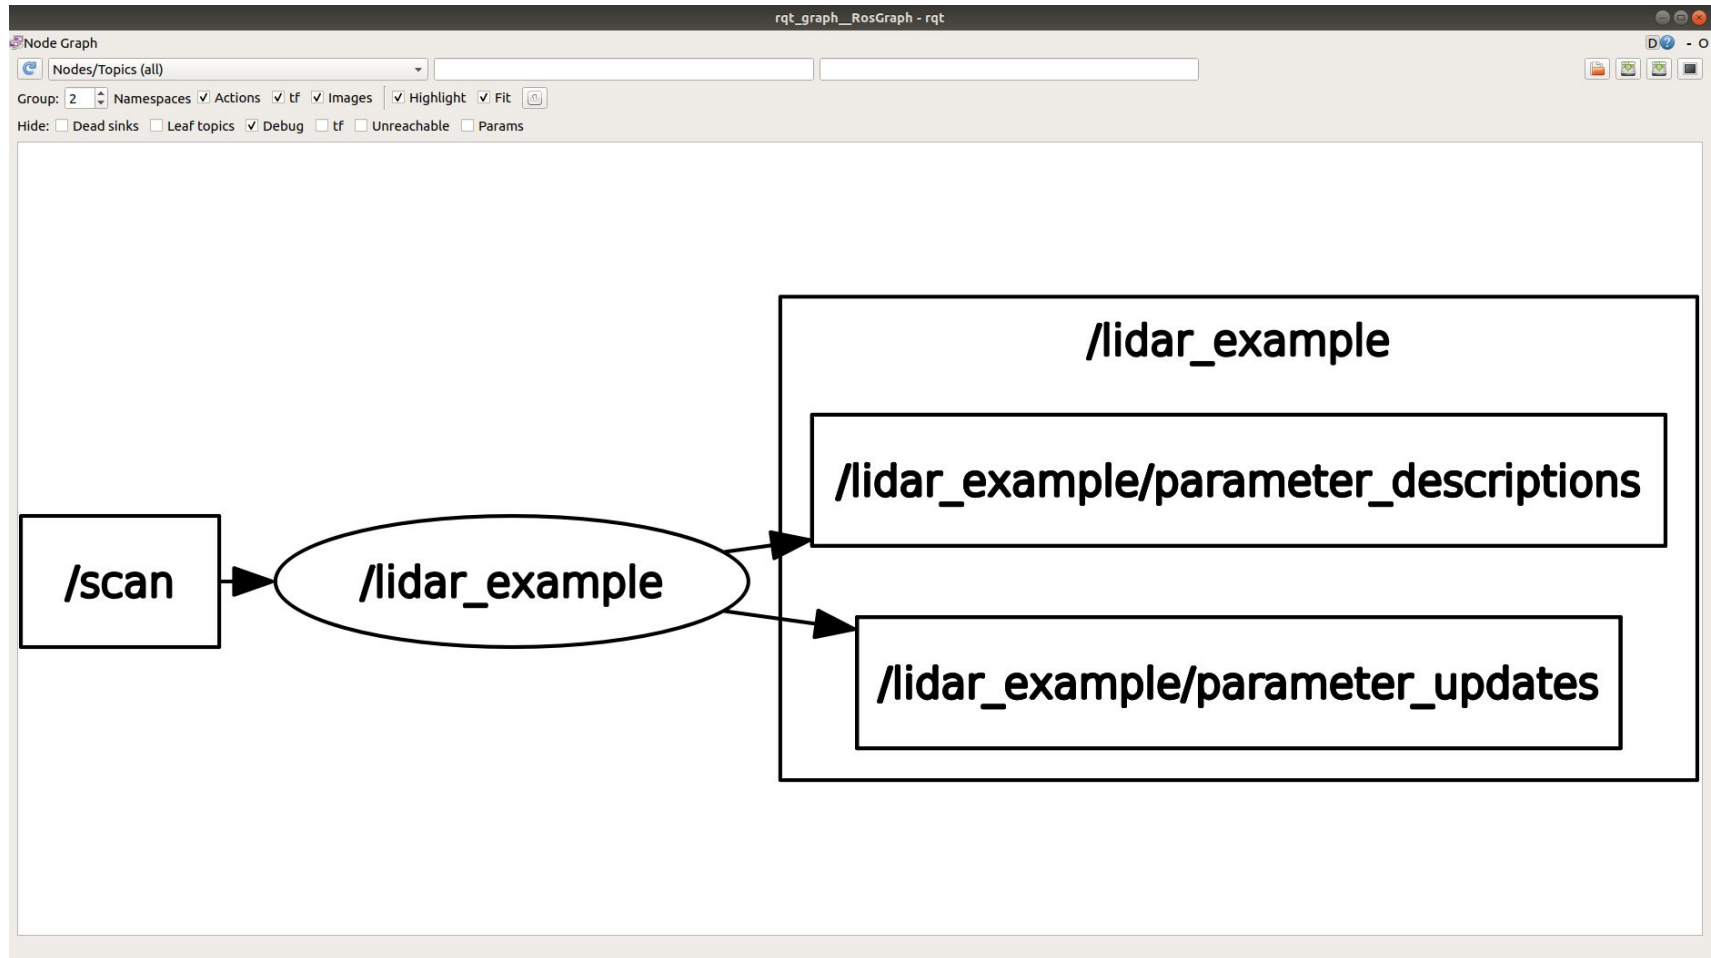 rqt_graph__RosGraph - rqt
Node Graph D - O
Nodes/Topics (all)
Group: 2 Namespaces Actions tf Images Highlight Fit
Hide: Dead sinks Leaf topics Debug tf Unreachable Params
/lidar_example
/lidar_example/parameter_descriptions
/scan /lidar_example
/lidar_example/parameter_updates